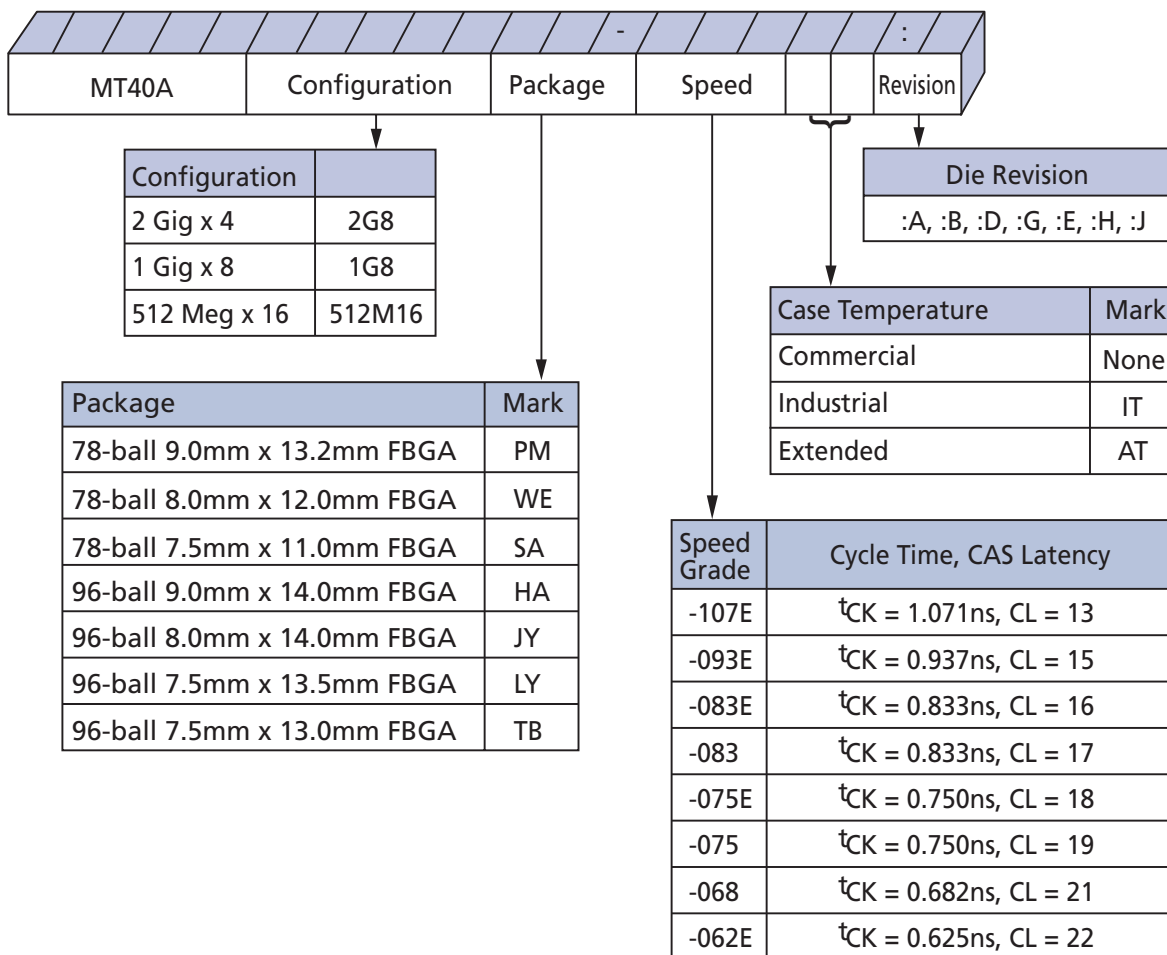 - :
MT40A Configuration Package Speed Revision
Configuration
2 Gig x 4 2G8
1 Gig x 8 1G8
512 Meg x 16 512M16
Die Revision
:A, :B, :D, :G, :E, :H, :J
Case Temperature Mark
Commercial None
Industrial IT
Extended AT
Package Mark
78-ball 9.0mm x 13.2mm FBGA PM
78-ball 8.0mm x 12.0mm FBGA WE
78-ball 7.5mm x 11.0mm FBGA SA
96-ball 9.0mm x 14.0mm FBGA HA
96-ball 8.0mm x 14.0mm FBGA JY
96-ball 7.5mm x 13.5mm FBGA LY
96-ball 7.5mm x 13.0mm FBGA TB
Speed
Grade
Cycle Time, CAS Latency
-107E tCK = 1.071ns, CL = 13
-093E tCK = 0.937ns, CL = 15
-083E tCK = 0.833ns, CL = 16
-083 tCK = 0.833ns, CL = 17
-075E tCK = 0.750ns, CL = 18
-075 tCK = 0.750ns, CL = 19
-068 tCK = 0.682ns, CL = 21
-062E tCK = 0.625ns, CL = 22